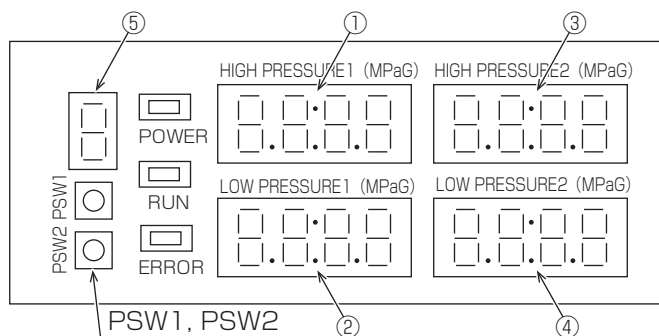 ⑤ ① ③
HIGH PRESSURE1 (MPaG) HIGH PRESSURE2 (MPaG)
POWER
PSW1
RUN
LOW PRESSURE1 (MPaG) LOW PRESSURE2 (MPaG)
PSW2
ERROR
PSW1, PSW2
② ④